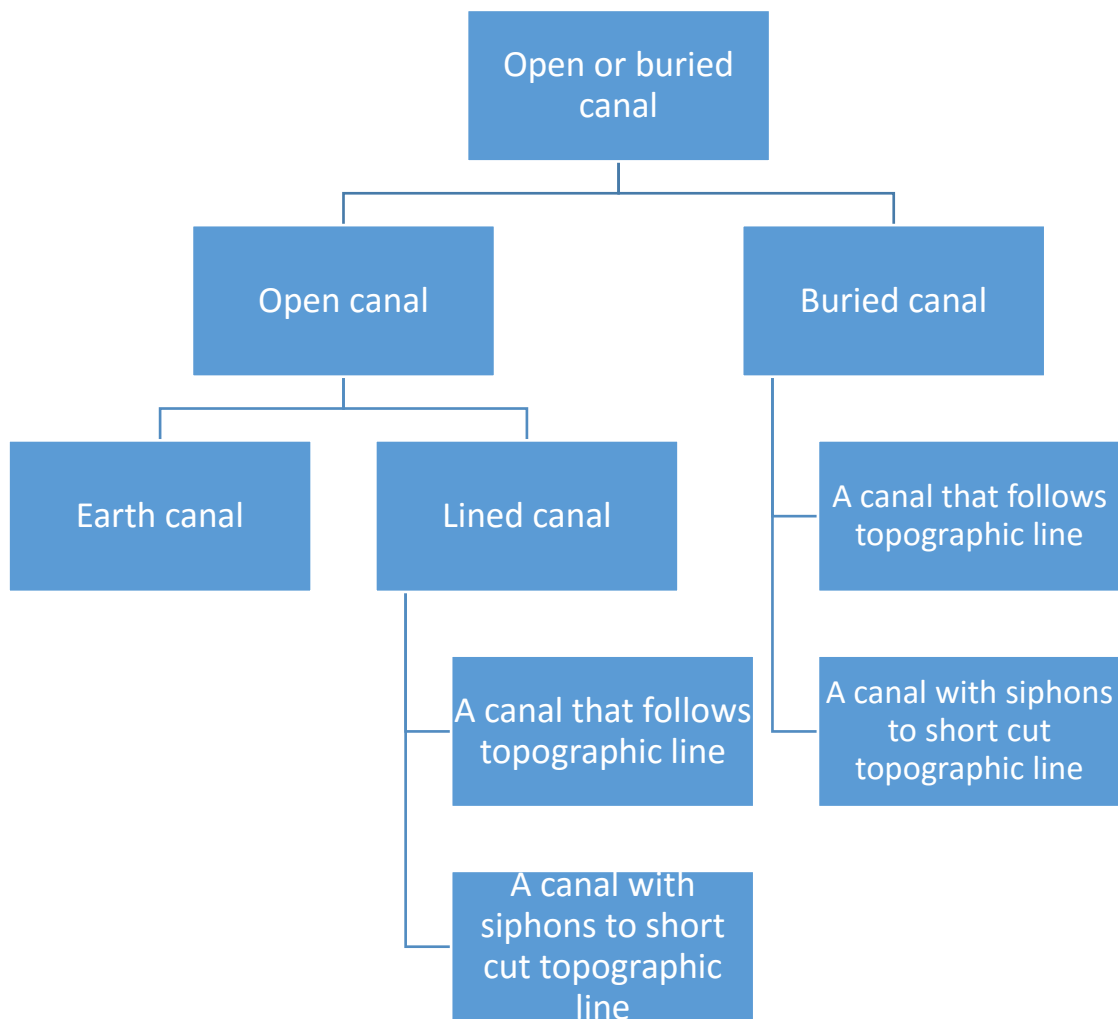 Open or buried
canal
Open canal
Buried canal
Earth canal
Lined canal
A canal that follows
topographic line
A canal with siphons
to short cut
topographic line
A canal that follows
topographic line
A canal with
siphons to short
cut topographic
line